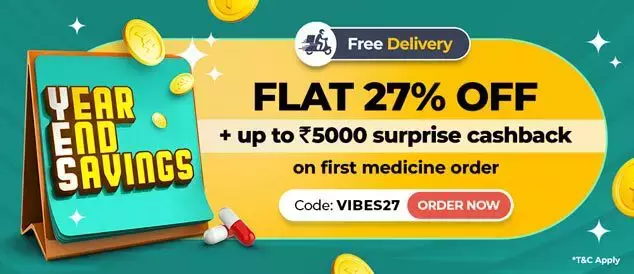 Free Delivery
YEAR
END
SAVINGS
FLAT 27% OFF
+ up to ₹5000 surprise cashback
on first medicine order
Code: VIBES27
ORDER NOW
*T&C Apply